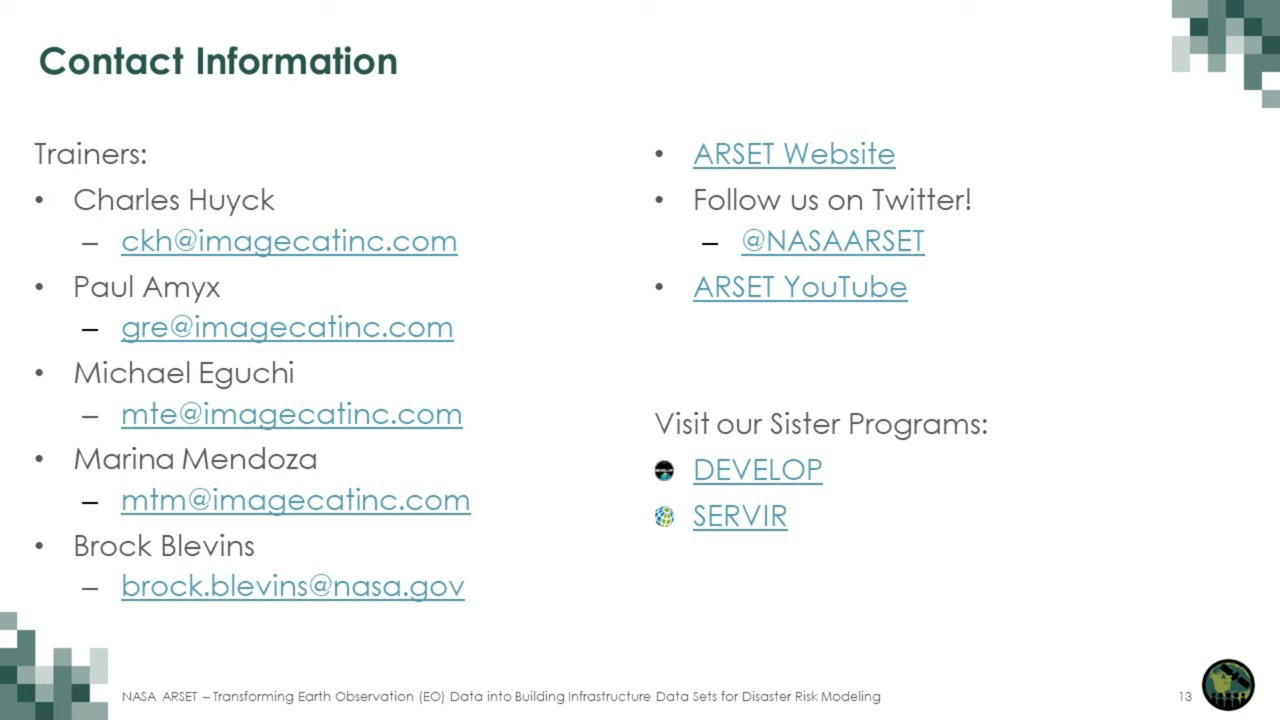 Contact Information
Trainers:
• Charles Huyck
– ckh@imagecatinc.com
• Paul Amyx
– gre@imagecatinc.com
• Michael Eguchi
– mte@imagecatinc.com
• Marina Mendoza
– mtm@imagecatinc.com
• Brock Blevins
– brock.blevins@nasa.gov
• ARSET Website
• Follow us on Twitter!
– @NASAARSET
• ARSET YouTube
Visit our Sister Programs:
DEVELOP
SERVIR
NASA ARSET – Transforming Earth Observation (EO) Data into Building Infrastructure Data Sets for Disaster Risk Modeling
13